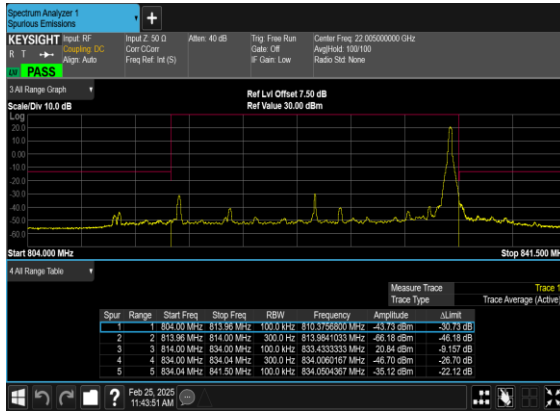 Spectrum Analyzer 1
Spurious Emissions
+
KEYSIGHT Input: RF Input Z: 50 Ω Atten: 40 dB Trig: Free Run Center Freq: 22.005000000 GHz
R T Coupling: DC Corr CCorr Gate: Off Avg|Hold: 100/100
Align: Auto Freq Ref: Int (S) IF Gain: Low Radio Std: None
LXI PASS
3 All Range Graph Ref Lvl Offset 7.50 dB
Scale/Div 10.0 dB Ref Value 30.00 dBm
Log
20.0
10.0
0.00
-10.0
-20.0
-30.0
-40.0
-50.0
-60.0
Start 804.000 MHz Stop 841.500 MH
4 All Range Table
Measure Trace Trace 1
Trace Type Trace Average (Active)
Spur Range Start Freq Stop Freq RBW Frequency Amplitude ΔLimit
1 1 804.00 MHz 813.96 MHz 100.0 kHz 810.3756800 MHz -43.73 dBm -30.73 dB
2 2 813.96 MHz 814.00 MHz 300.0 Hz 813.9841033 MHz -66.18 dBm -46.18 dB
3 3 814.00 MHz 834.00 MHz 100.0 kHz 833.4333333 MHz 20.84 dBm -9.157 dB
4 4 834.00 MHz 834.04 MHz 300.0 Hz 834.0060167 MHz -46.70 dBm -26.70 dB
5 5 834.04 MHz 841.50 MHz 100.0 kHz 834.0504367 MHz -35.12 dBm -22.12 dB
? Feb 25, 2025
11:43:51 AM